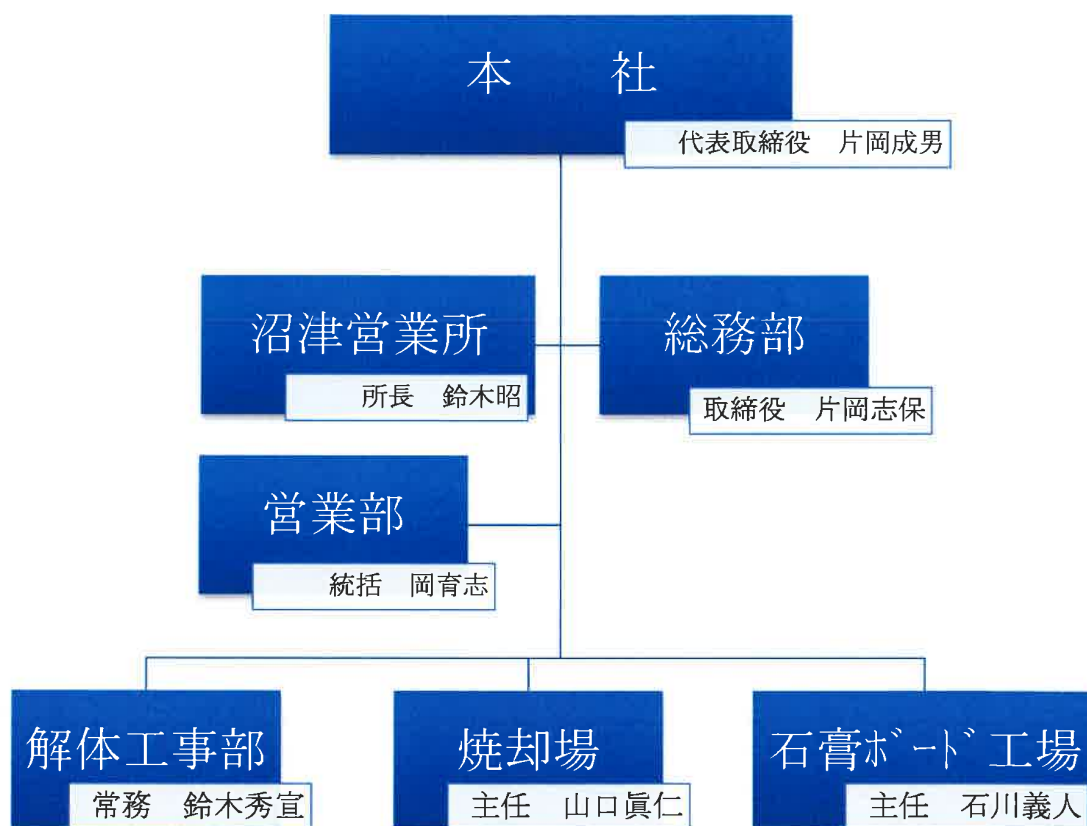 本　　社
代表取締役　片岡成男
沼津営業所
所長　鈴木昭
総務部
取締役　片岡志保
営業部
統括　岡育志
解体工事部
常務　鈴木秀宣
焼却場
主任　山口眞仁
石膏ﾎﾞｰﾄﾞ工場
主任　石川義人